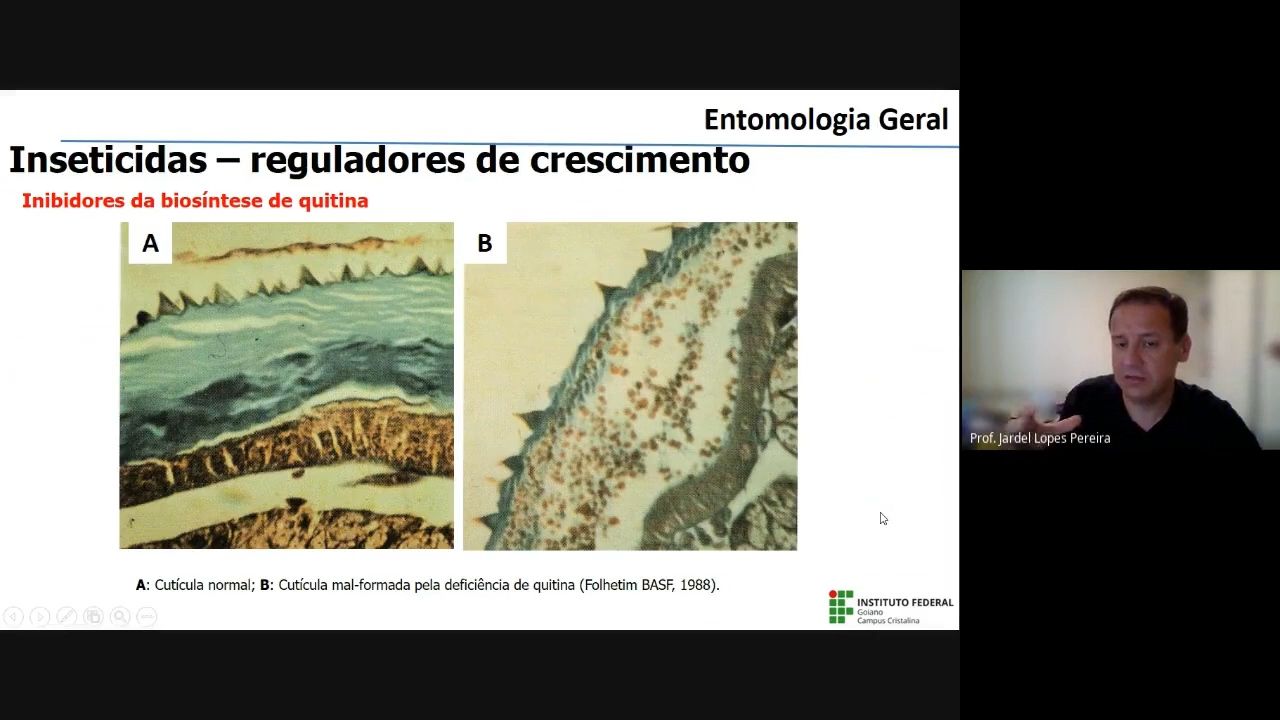 Entomologia Geral
Inseticidas – reguladores de crescimento
Inibidores da biosíntese de quitina
A
B
Prof. Jardel Lopes Pereira
A: Cutícula normal; B: Cutícula mal-formada pela deficiência de quitina (Folhetim BASF, 1988).
INSTITUTO FEDERAL
Goiano
Campus Cristalina